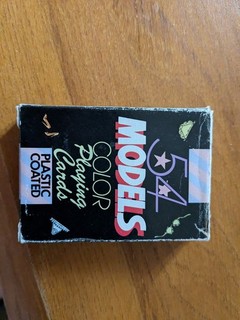 54
MODELS
COLOR
Playing
Cards
PLASTIC
COATED